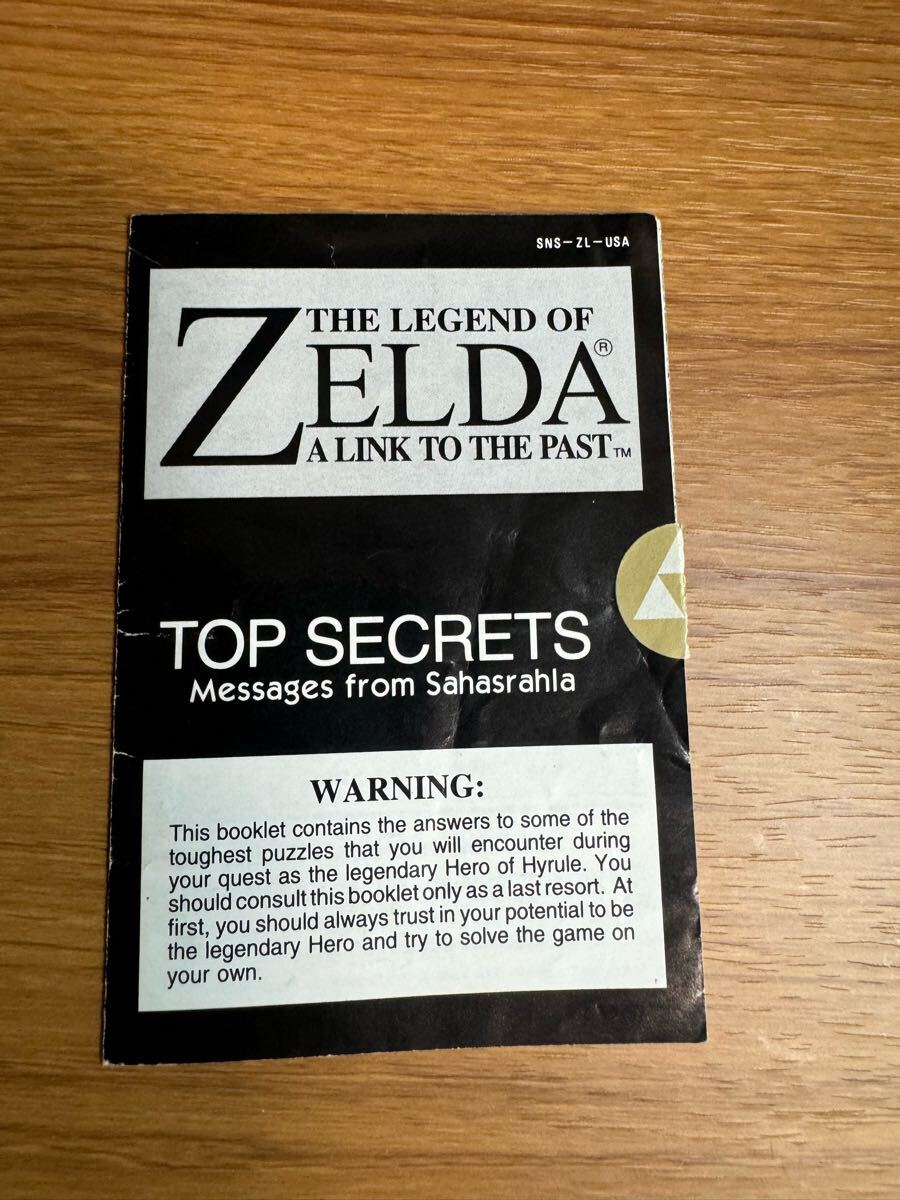 SNS-ZL-USA
THE LEGEND OF
ZELDA®
A LINK TO THE PAST™
TOP SECRETS
Messages from Sahasrahla
WARNING:
This booklet contains the answers to some of the
toughest puzzles that you will encounter during
your quest as the legendary Hero of Hyrule. You
should consult this booklet only as a last resort. At
first, you should always trust in your potential to be
the legendary Hero and try to solve the game on
your own.